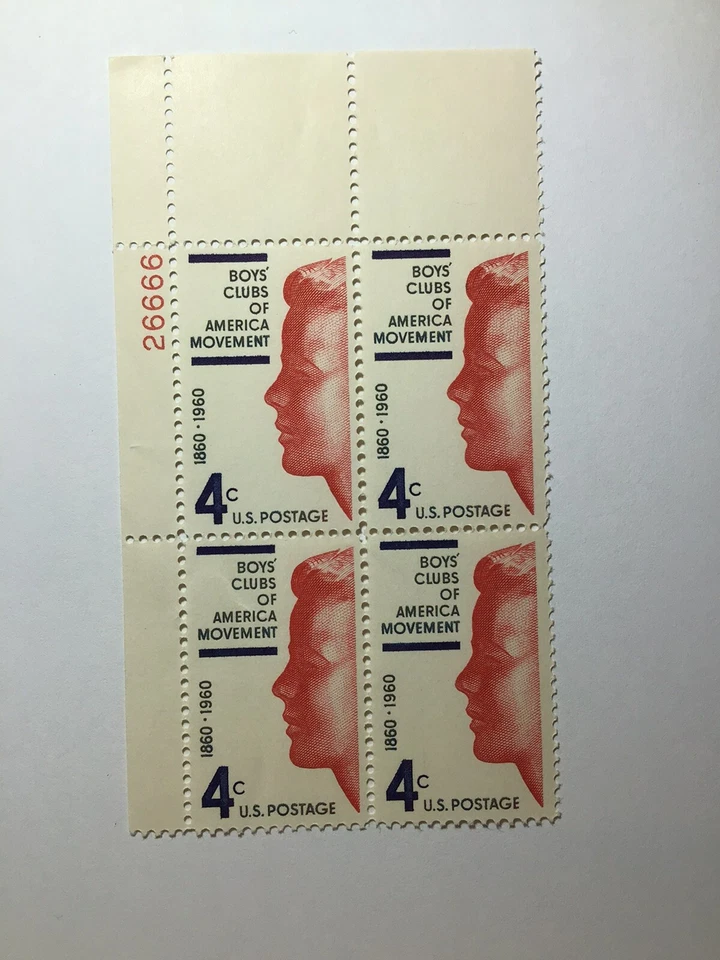 26666
BOYS'
CLUBS
OF
AMERICA
MOVEMENT
1860 · 1960
4c
U.S. POSTAGE
BOYS'
CLUBS
OF
AMERICA
MOVEMENT
1860 · 1960
4c
U.S. POSTAGE
BOYS'
CLUBS
OF
AMERICA
MOVEMENT
1860 · 1960
4c
U.S. POSTAGE
BOYS'
CLUBS
OF
AMERICA
MOVEMENT
1860 · 1960
4c
U.S. POSTAGE